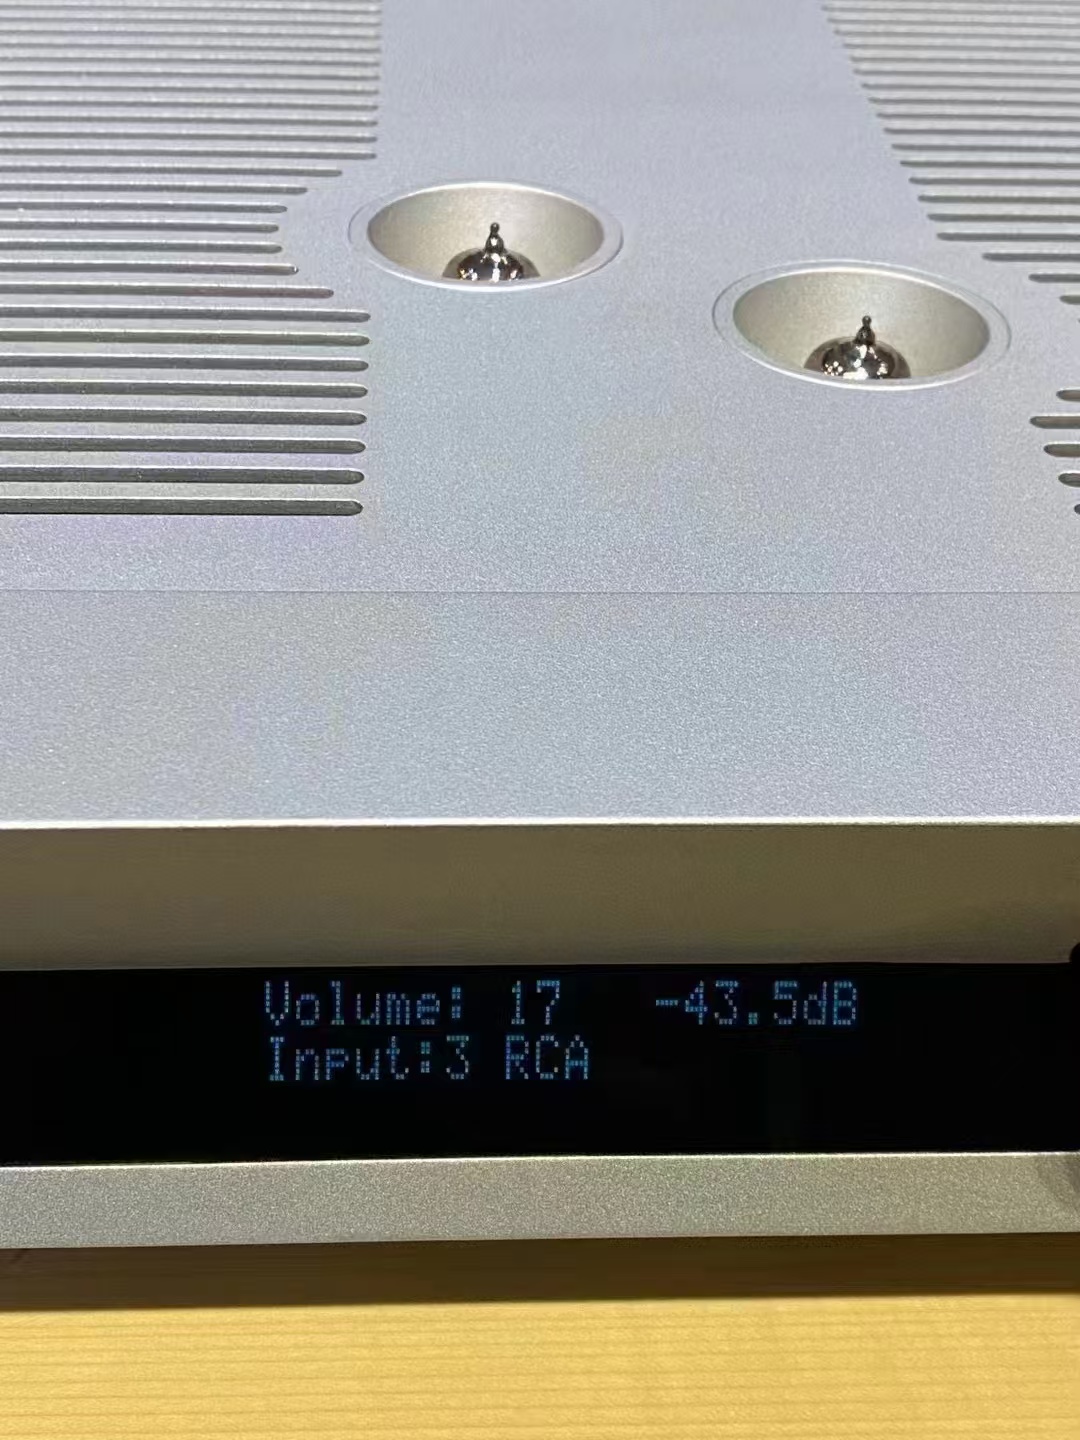 Volume: 17 -43.5dB
Input:3 RCA